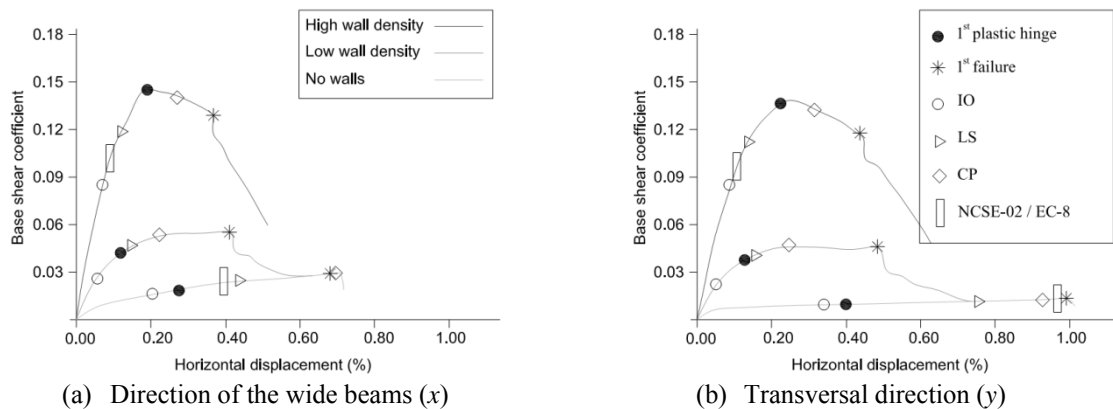 0.18
0.15
0.12
0.09
0.06
0.03
Base shear coefficient
High wall density
Low wall density
No walls
0.00 0.20 0.40 0.60 0.80 1.00
Horizontal displacement (%)
(a) Direction of the wide beams (x)
0.18
0.15
0.12
0.09
0.06
0.03
Base shear coefficient
1st plastic hinge
1st failure
IO
LS
CP
NCSE-02 / EC-8
0.00 0.20 0.40 0.60 0.80 1.00
Horizontal displacement (%)
(b) Transversal direction (y)